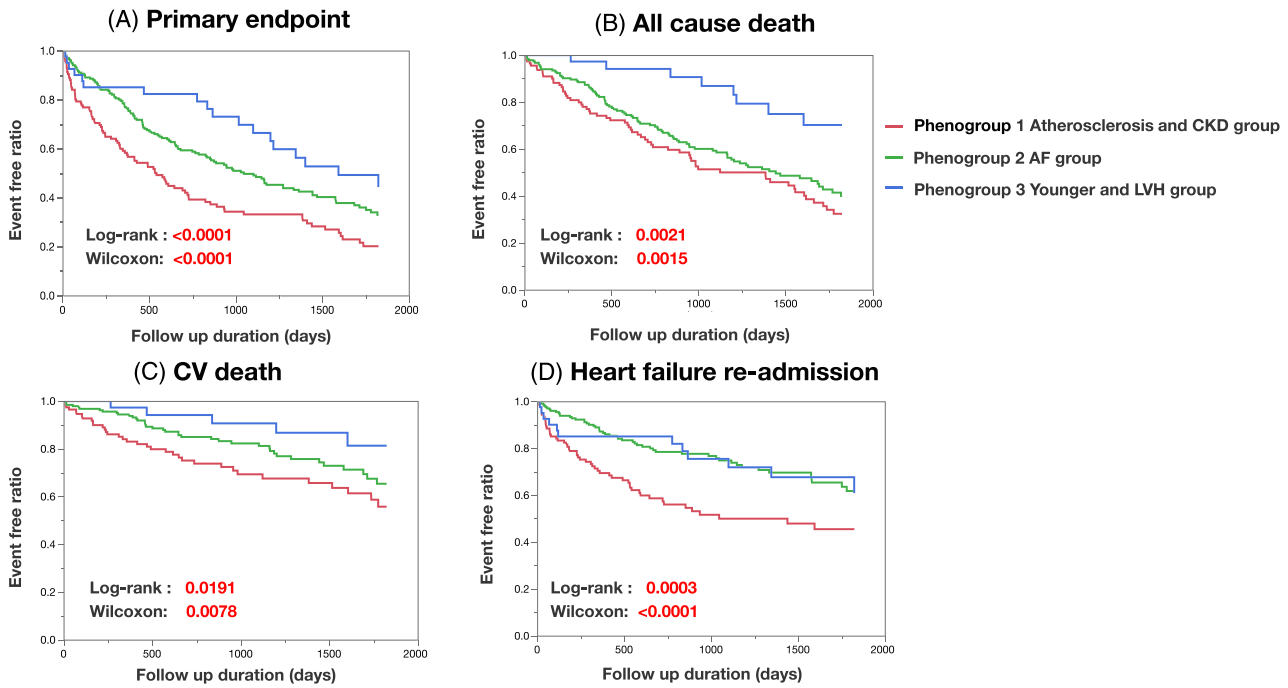 (A) Primary endpoint
1.0
0.8
0.6
0.4
0.2
0.0
Event free ratio
Log-rank : <0.0001
Wilcoxon: <0.0001
0 500 1000 1500 2000
Follow up duration (days)
(B) All cause death
1.0
0.8
0.6
0.4
0.2
0.0
Event free ratio
Log-rank : 0.0021
Wilcoxon: 0.0015
0 500 1000 1500 2000
Follow up duration (days)
Phenogroup 1 Atherosclerosis and CKD group
Phenogroup 2 AF group
Phenogroup 3 Younger and LVH group
(C) CV death
1.0
0.8
0.6
0.4
0.2
0.0
Event free ratio
Log-rank : 0.0191
Wilcoxon: 0.0078
0 500 1000 1500 2000
Follow up duration (days)
(D) Heart failure re-admission
1.0
0.8
0.6
0.4
0.2
0.0
Event free ratio
Log-rank : 0.0003
Wilcoxon: <0.0001
0 500 1000 1500 2000
Follow up duration (days)